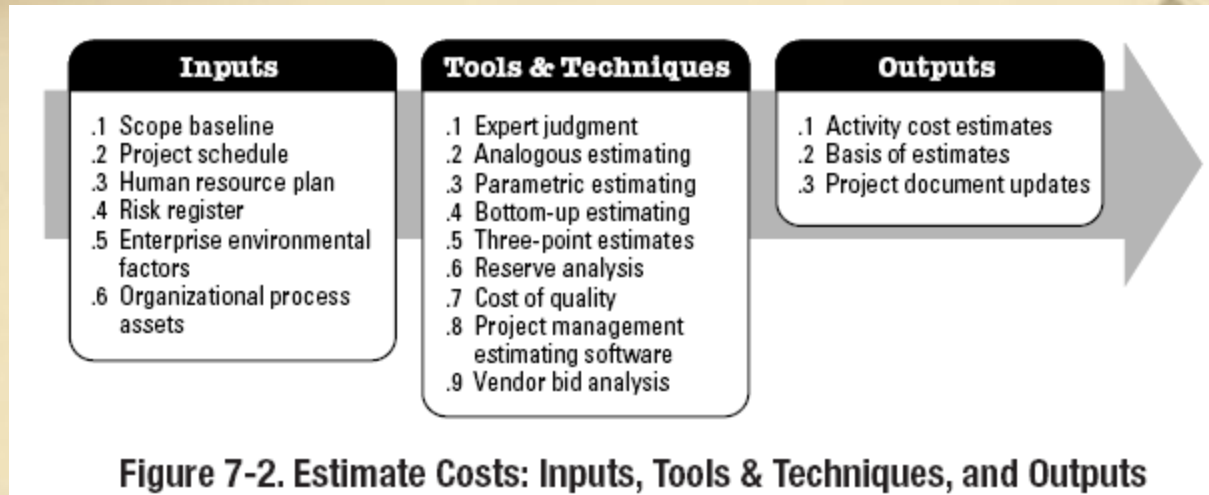 Inputs
.1 Scope baseline
.2 Project schedule
.3 Human resource plan
.4 Risk register
.5 Enterprise environmental
factors
.6 Organizational process
assets
Tools & Techniques
.1 Expert judgment
.2 Analogous estimating
.3 Parametric estimating
.4 Bottom-up estimating
.5 Three-point estimates
.6 Reserve analysis
.7 Cost of quality
.8 Project management
estimating software
.9 Vendor bid analysis
Outputs
.1 Activity cost estimates
.2 Basis of estimates
.3 Project document updates
Figure 7-2. Estimate Costs: Inputs, Tools & Techniques, and Outputs